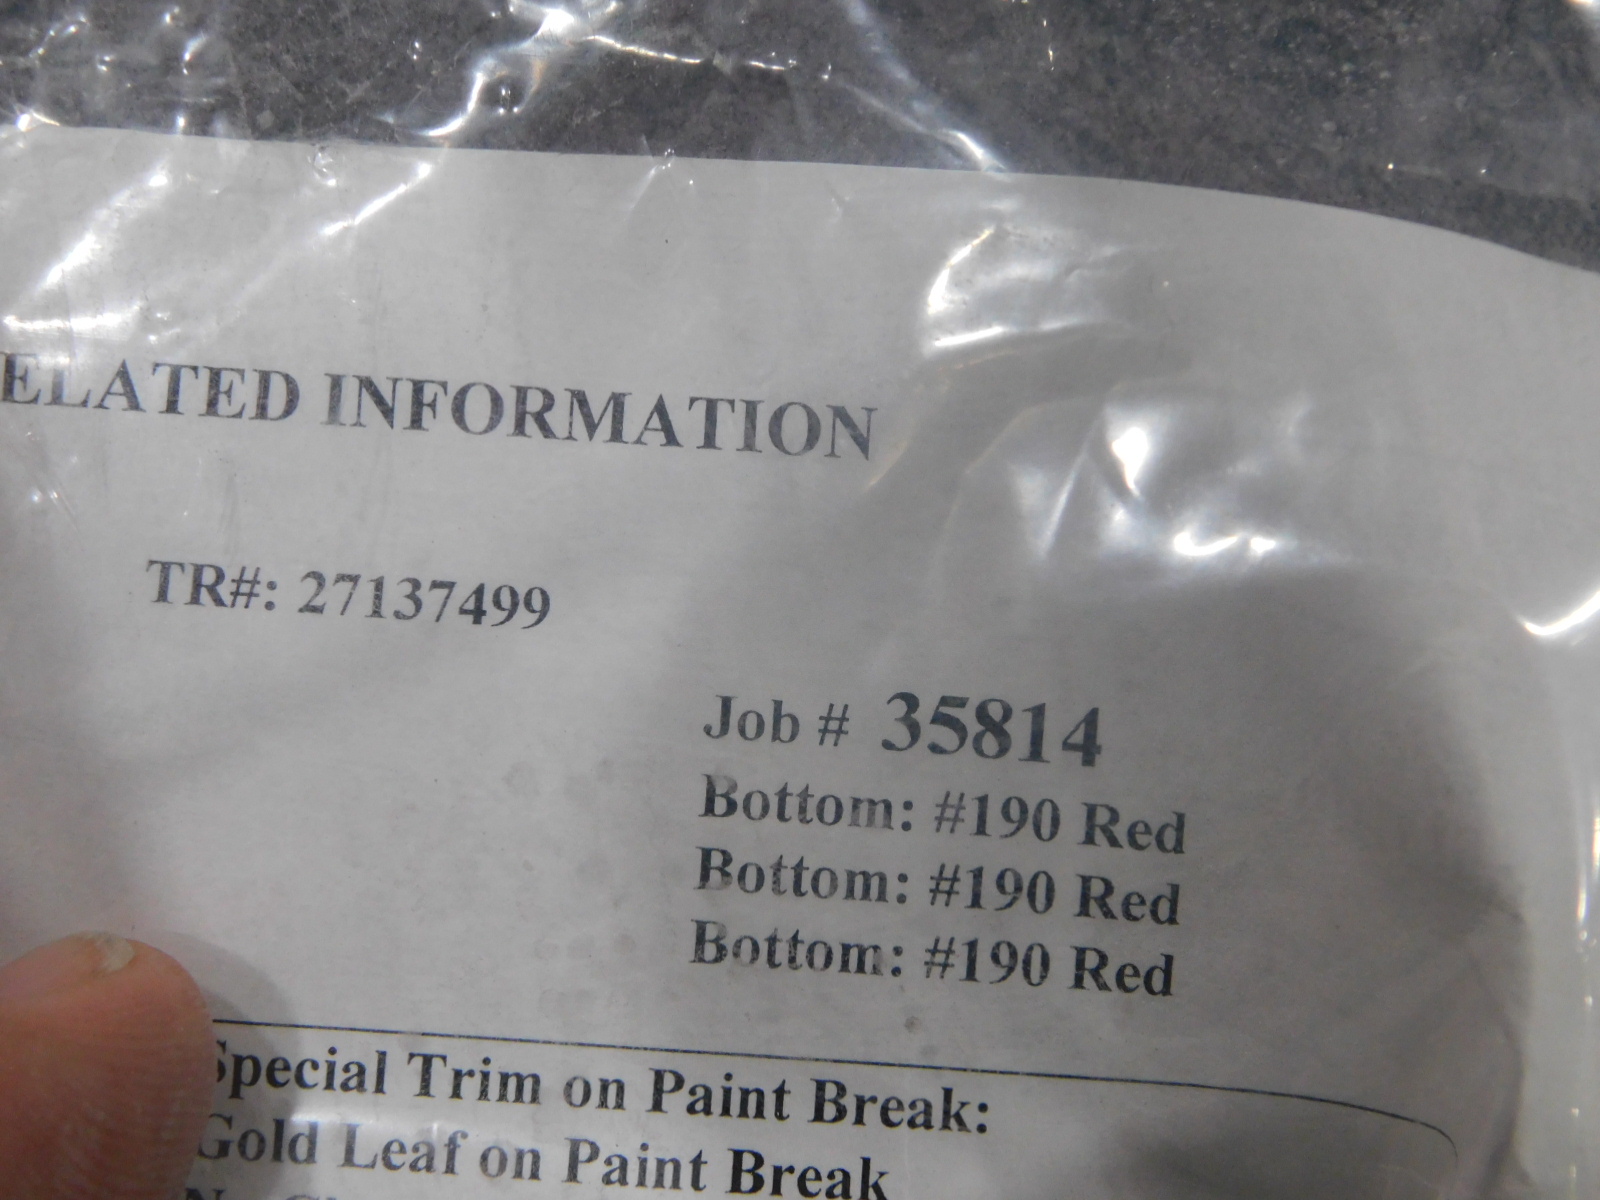 ELATED INFORMATION
TR#: 27137499
Job # 35814
Bottom: #190 Red
Bottom: #190 Red
Bottom: #190 Red
Special Trim on Paint Break:
Gold Leaf on Paint Break